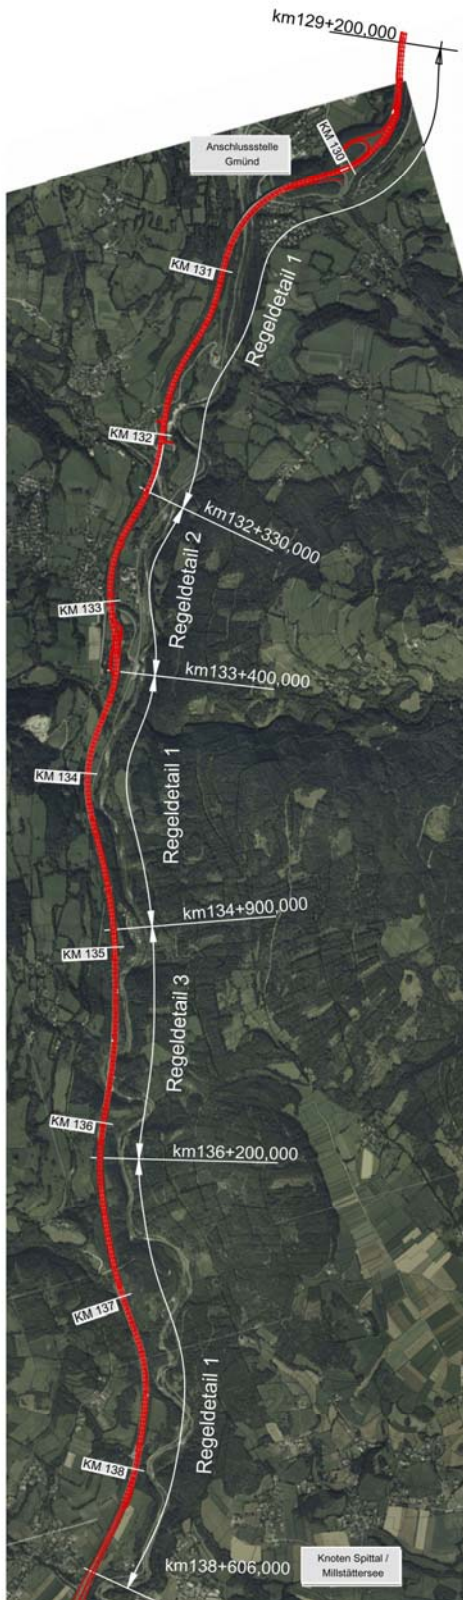 km129+200,000
Anschlussstelle
Gmünd
KM 130
KM 131
Regeldetail 1
KM 132
km132+330,000
Regeldetail 2
KM 133
km133+400,000
KM 134
Regeldetail 1
km134+900,000
KM 135
Regeldetail 3
KM 136
km136+200,000
KM 137
Regeldetail 1
KM 138
km138+606,000
Knoten Spittal /
Millstättersee